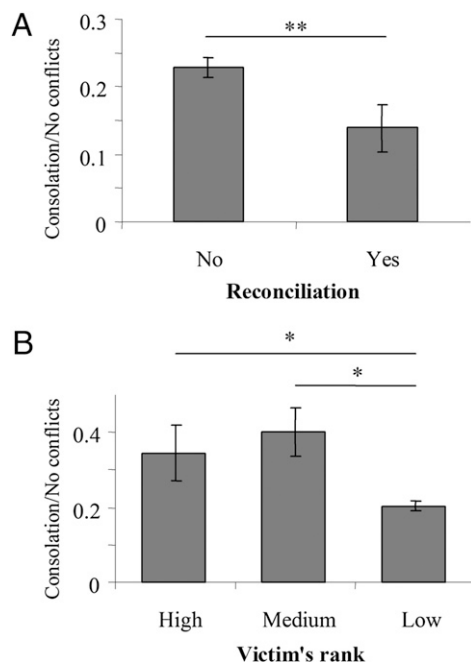 A
Consolation/No conflicts
0.3
0.2
0.1
0
**
No Yes
Reconciliation
B
Consolation/No conflicts
0.4
0.2
0
*
*
High Medium Low
Victim's rank